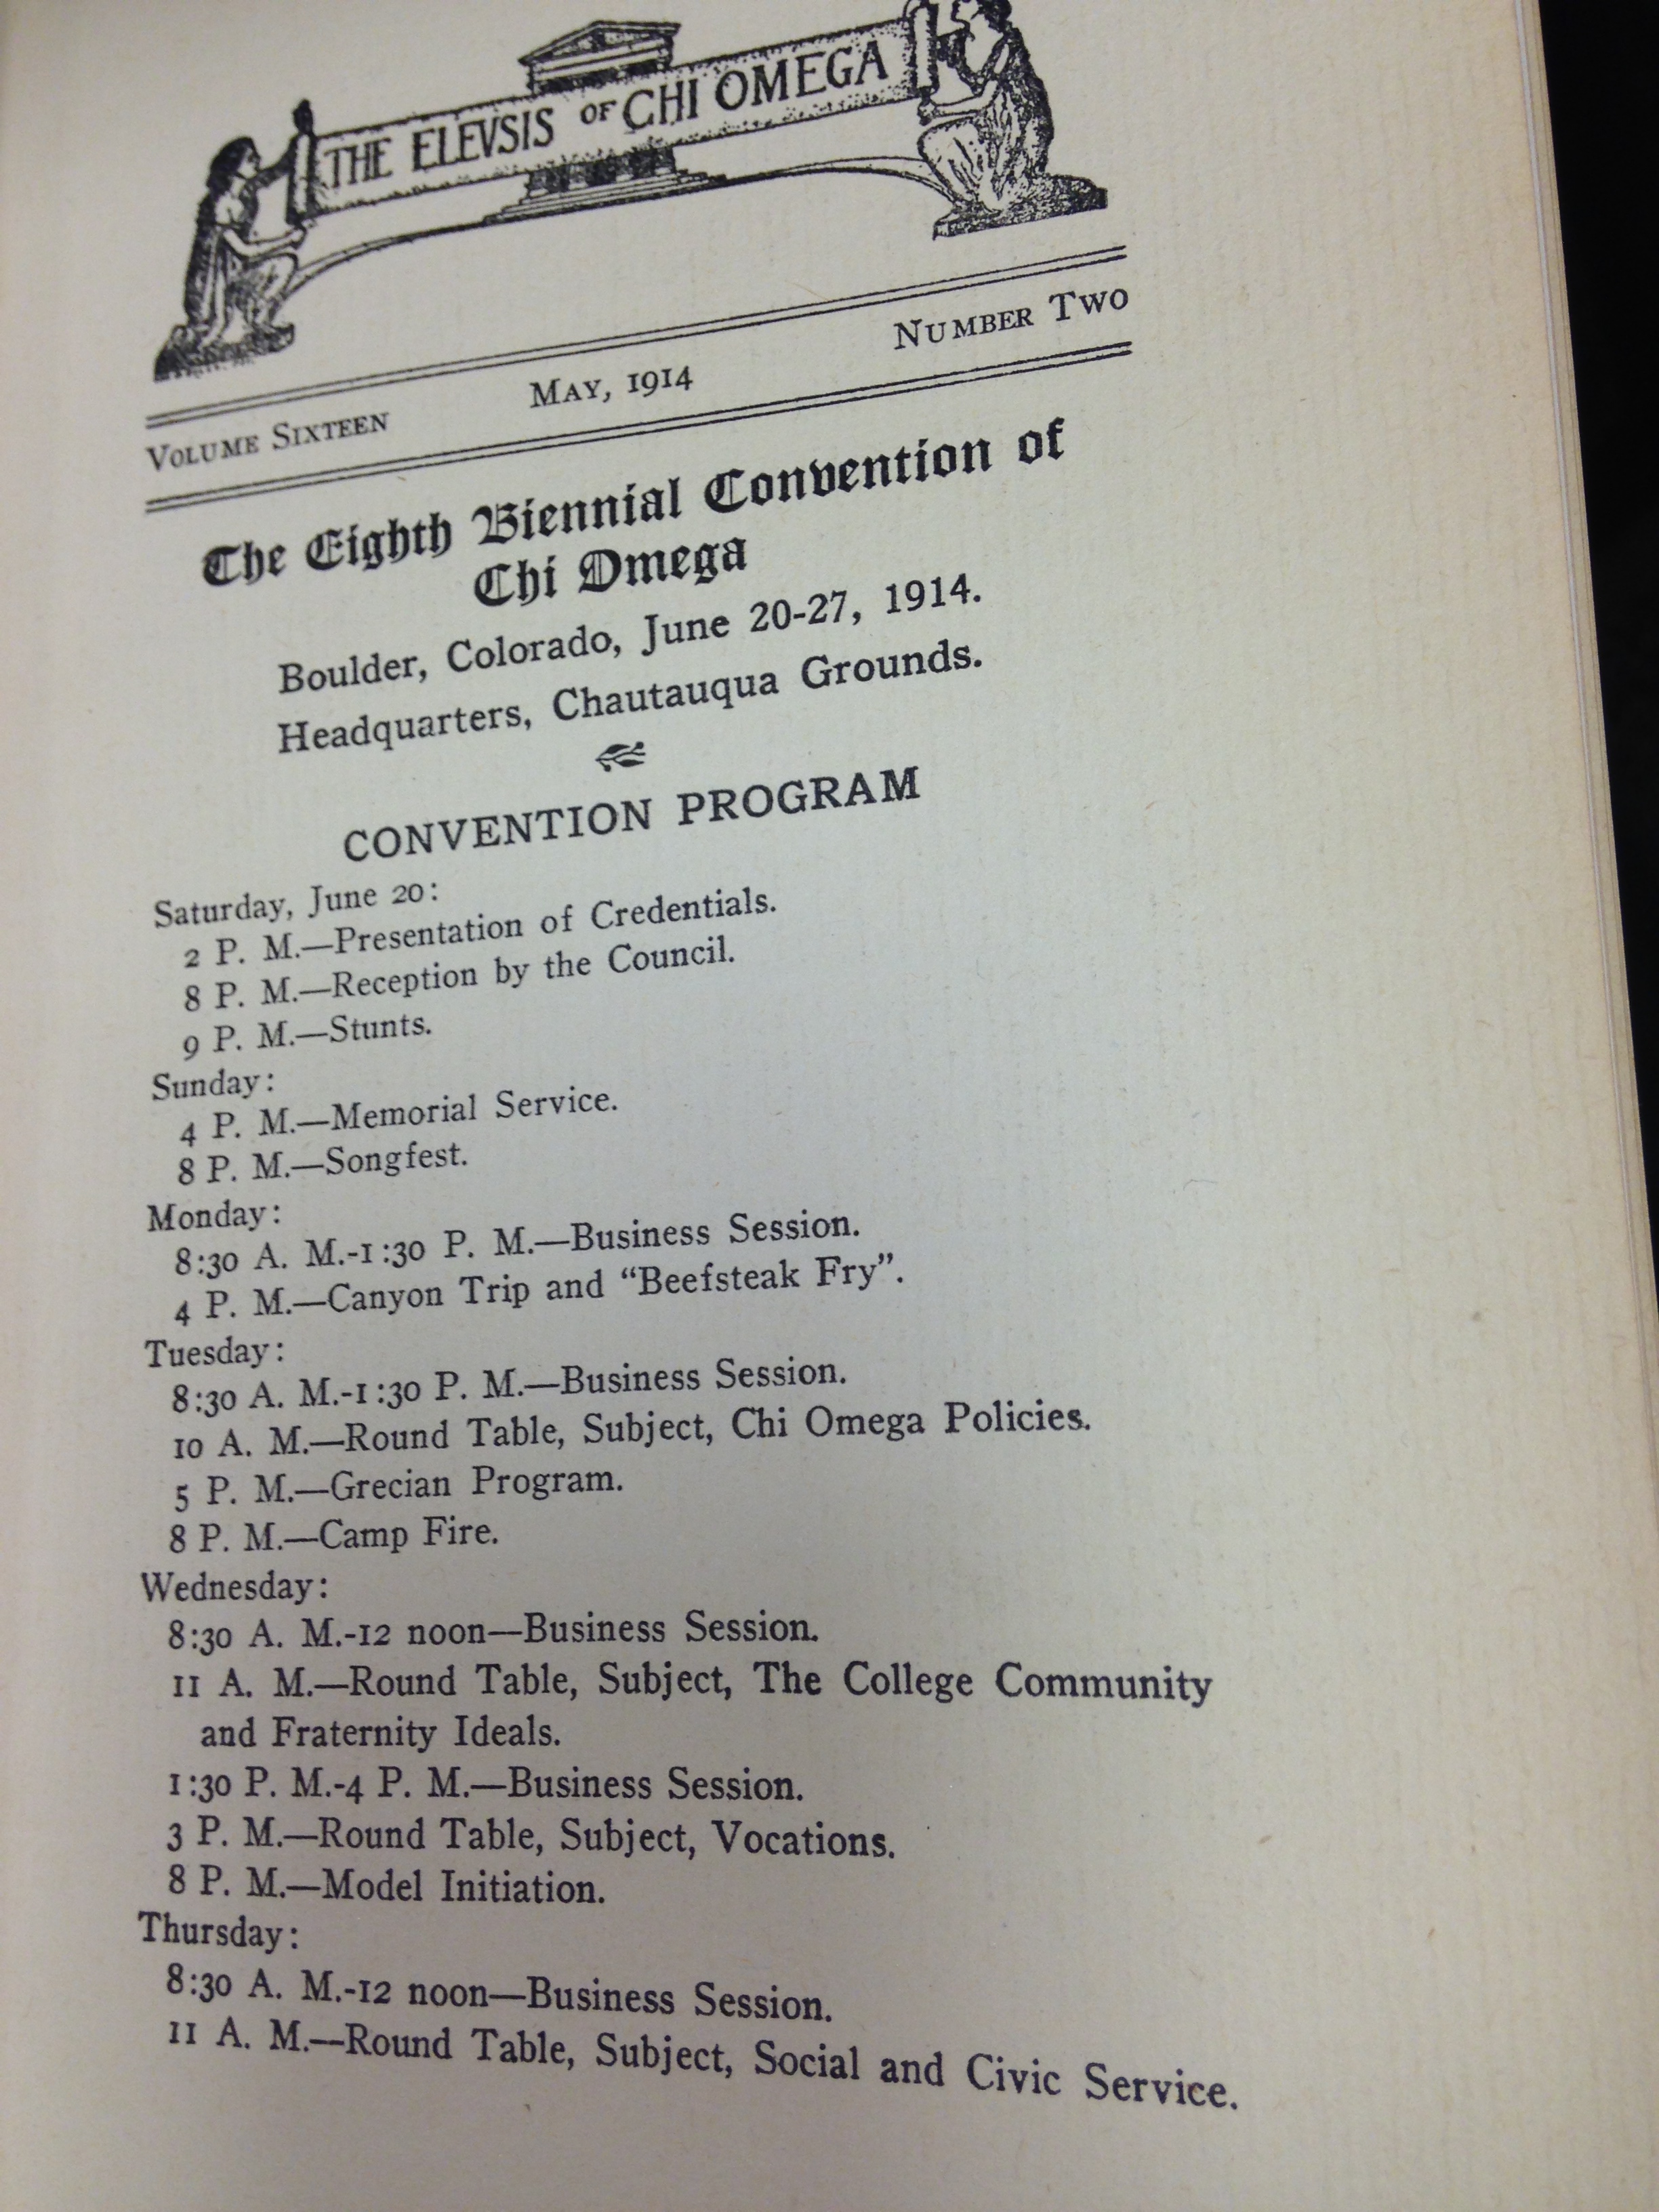 THE ELEVSIS OF CHI OMEGA
VOLUME SIXTEEN MAY, 1914 NUMBER TWO
The Eighth Biennial Convention of
Chi Omega
Boulder, Colorado, June 20-27, 1914.
Headquarters, Chautauqua Grounds.
CONVENTION PROGRAM
Saturday, June 20:
2 P. M.—Presentation of Credentials.
8 P. M.—Reception by the Council.
9 P. M.—Stunts.
Sunday:
4 P. M.—Memorial Service.
8 P. M.—Songfest.
Monday:
8:30 A. M.-1:30 P. M.—Business Session.
4 P. M.—Canyon Trip and “Beefsteak Fry”.
Tuesday:
8:30 A. M.-1:30 P. M.—Business Session.
10 A. M.—Round Table, Subject, Chi Omega Policies.
5 P. M.—Grecian Program.
8 P. M.—Camp Fire.
Wednesday:
8:30 A. M.-12 noon—Business Session.
11 A. M.—Round Table, Subject, The College Community
and Fraternity Ideals.
1:30 P. M.-4 P. M.—Business Session.
3 P. M.—Round Table, Subject, Vocations.
8 P. M.—Model Initiation.
Thursday:
8:30 A. M.-12 noon—Business Session.
11 A. M.—Round Table, Subject, Social and Civic Service.